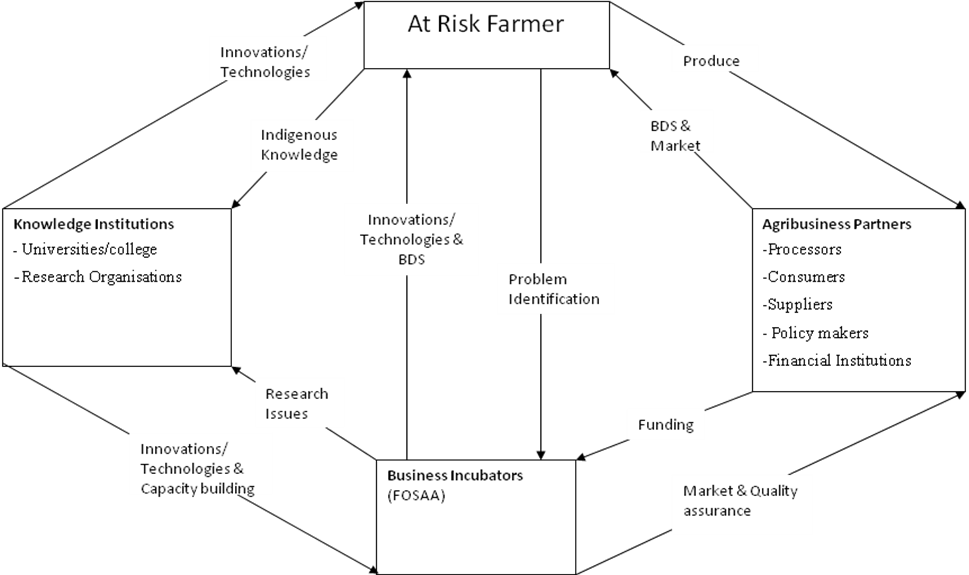 At Risk Farmer
Innovations/
Technologies
Produce
Indigenous
Knowledge
BDS &
Market
Knowledge Institutions
- Universities/college
- Research Organisations
Innovations/
Technologies &
BDS
Problem
Identification
Agribusiness Partners
-Processors
-Consumers
-Suppliers
- Policy makers
-Financial Institutions
Research
Issues
Funding
Innovations/
Technologies &
Capacity building
Business Incubators
(FOSAA)
Market & Quality
assurance